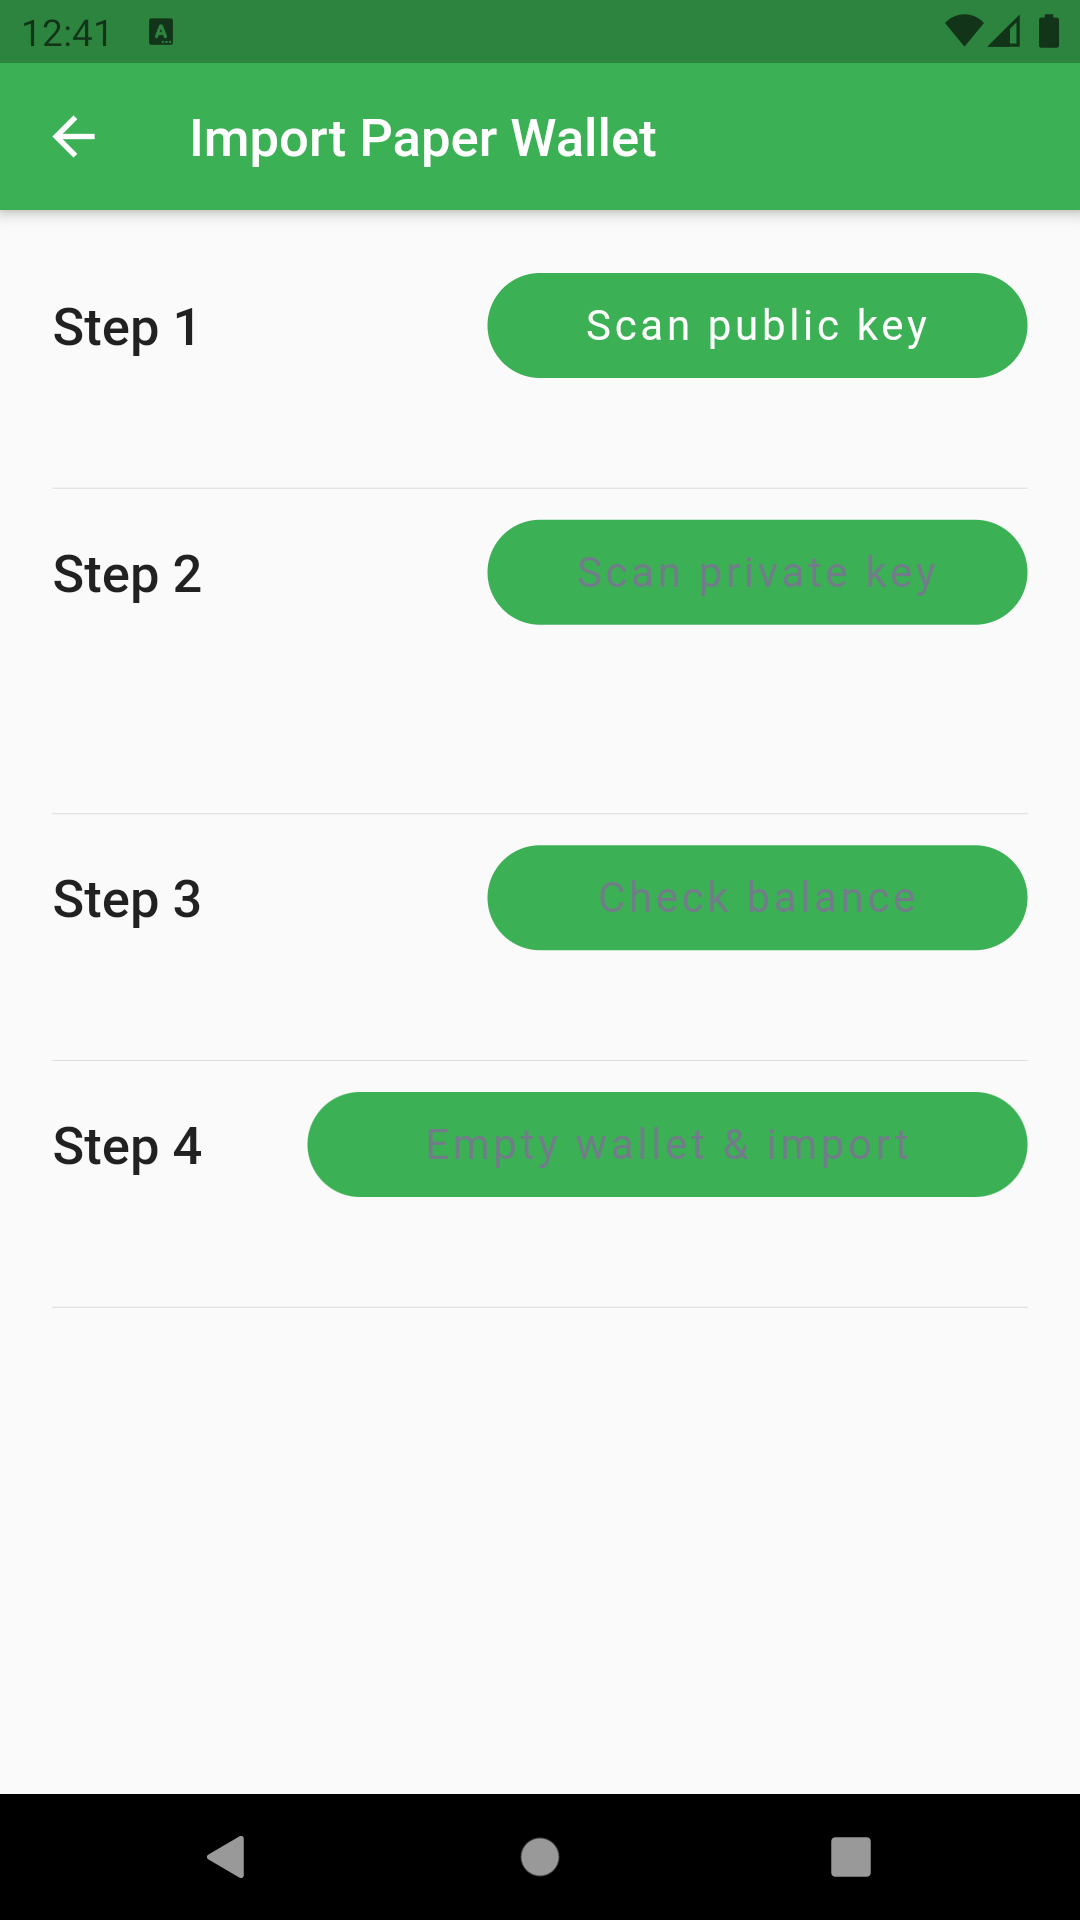 12:41
Import Paper Wallet
Step 1
Scan public key
Step 2
Scan private key
Step 3
Check balance
Step 4
Empty wallet & import